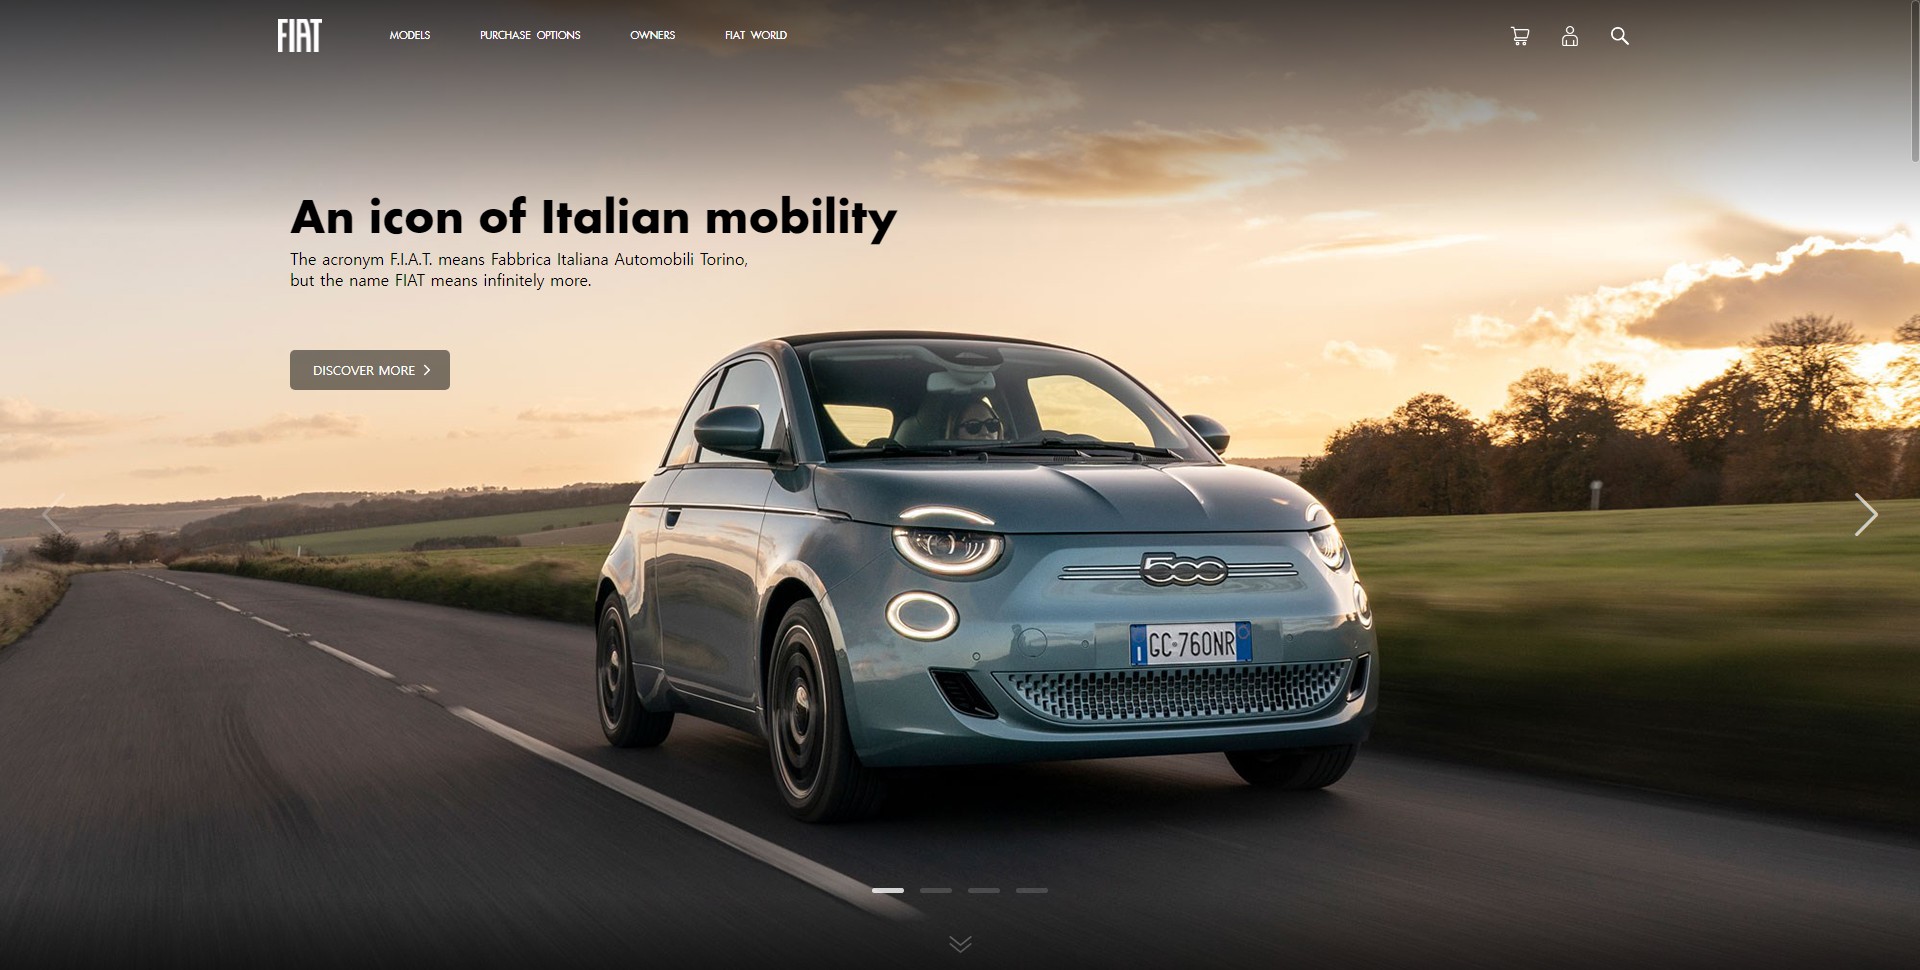 FIAT
MODELS PURCHASE OPTIONS OWNERS FIAT WORLD
An icon of Italian mobility
The acronym F.I.A.T. means Fabbrica Italiana Automobili Torino,
but the name FIAT means infinitely more.
DISCOVER MORE
500
GC·760NR
I